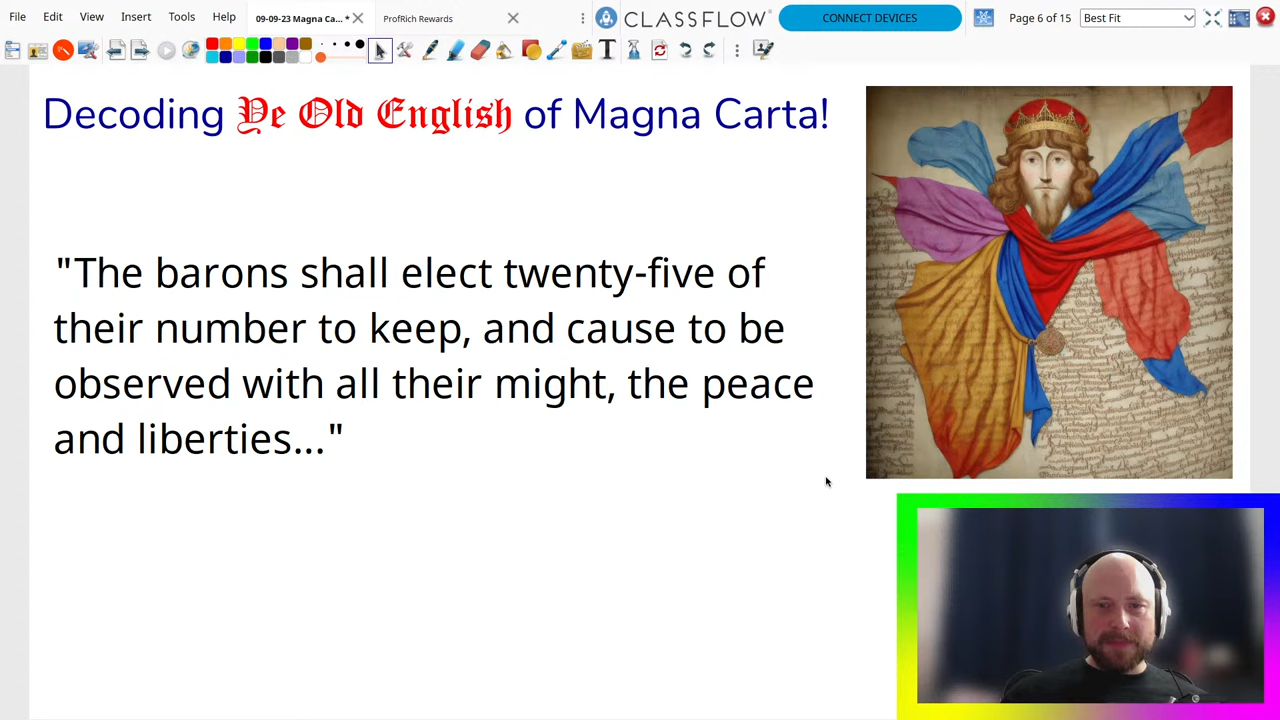 File Edit View Insert Tools Help 09-09-23 Magna Ca... * ProfRich Rewards CLASSFLOW CONNECT DEVICES Page 6 of 15 Best Fit
Decoding Ye Old English of Magna Carta!
"The barons shall elect twenty-five of
their number to keep, and cause to be
observed with all their might, the peace
and liberties..."